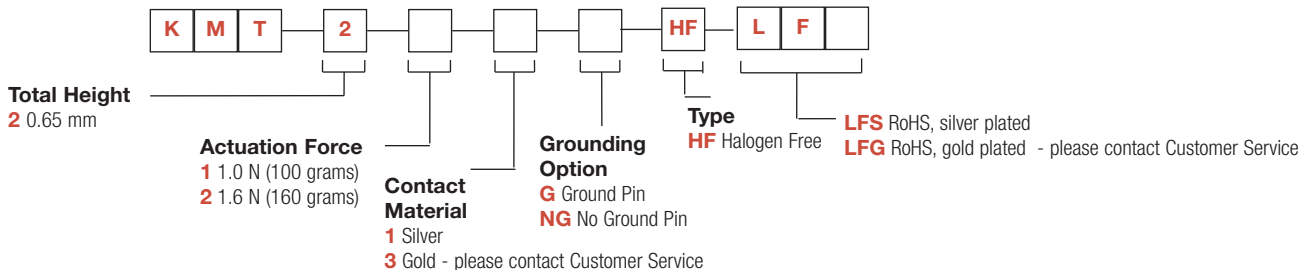 K M T 2 HF L F
Total Height
2 0.65 mm
Actuation Force
1 1.0 N (100 grams)
2 1.6 N (160 grams)
Contact
Material
1 Silver
3 Gold - please contact Customer Service
Grounding
Option
G Ground Pin
NG No Ground Pin
Type
HF Halogen Free
LFS RoHS, silver plated
LFG RoHS, gold plated - please contact Customer Service